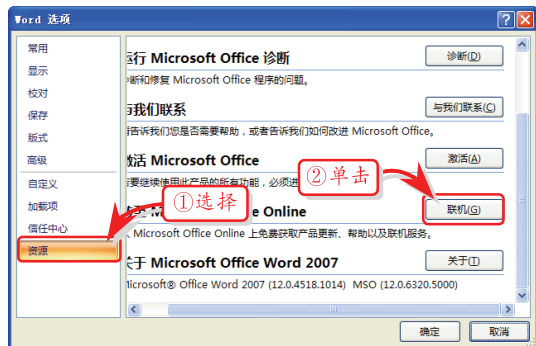 Word 选项
常用
显示
校对
保存
版式
高级
自定义
加载项
信任中心
资源
运行 Microsoft Office 诊断
诊断(D)
诊断和修复 Microsoft Office 程序的问题。
与我们联系
与我们联系(C)
请告诉我们您是否需要帮助，或者告诉我们如何改进 Microsoft Office。
激活 Microsoft Office
激活(A)
需要继续使用此产品的所有功能，必须进
②单击
①选择
e Online
联机(G)
Microsoft Office Online 上免费获取产品更新、帮助以及联机服务。
关于 Microsoft Office Word 2007
关于(T)
Microsoft® Office Word 2007 (12.0.4518.1014) MSO (12.0.6320.5000)
确定
取消